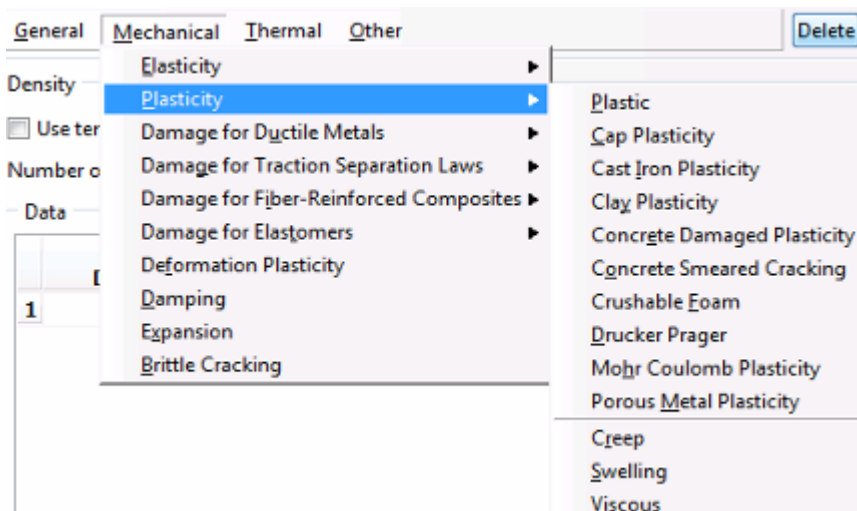 General Mechanical Thermal Other Delete
Density
Use ter
Number o
Data
D
1
Elasticity
Plasticity
Damage for Ductile Metals
Damage for Traction Separation Laws
Damage for Fiber-Reinforced Composites
Damage for Elastomers
Deformation Plasticity
Damping
Expansion
Brittle Cracking
Plastic
Cap Plasticity
Cast Iron Plasticity
Clay Plasticity
Concrete Damaged Plasticity
Concrete Smeared Cracking
Crushable Foam
Drucker Prager
Mohr Coulomb Plasticity
Porous Metal Plasticity
Creep
Swelling
Viscous